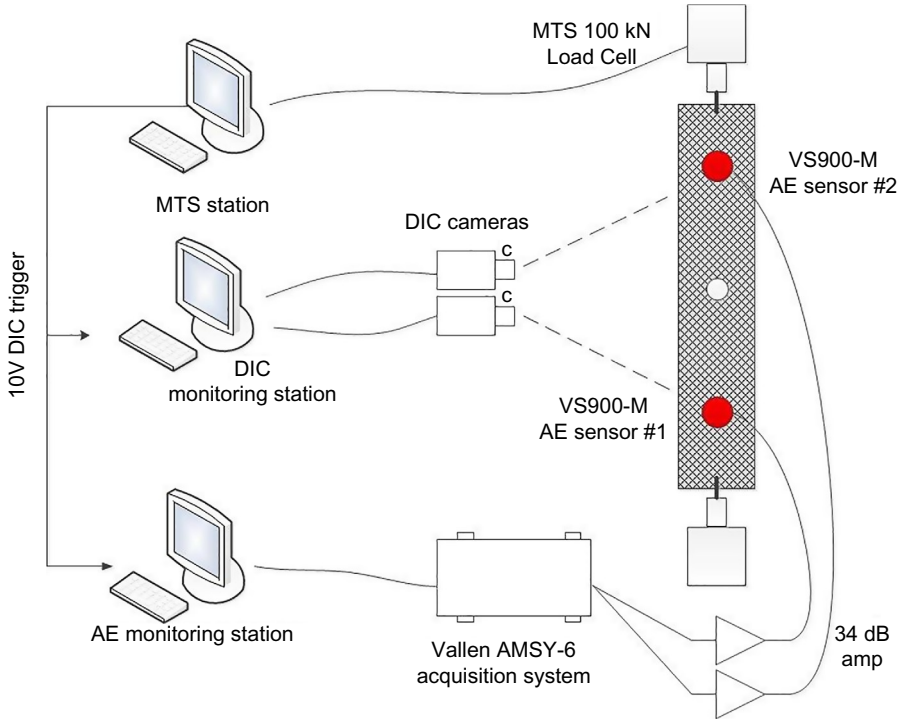 MTS 100 kN
Load Cell
VS900-M
AE sensor #2
MTS station
DIC cameras
c
c
10V DIC trigger
DIC
monitoring station
VS900-M
AE sensor #1
AE monitoring station
Vallen AMSY-6
acquisition system
34 dB
amp